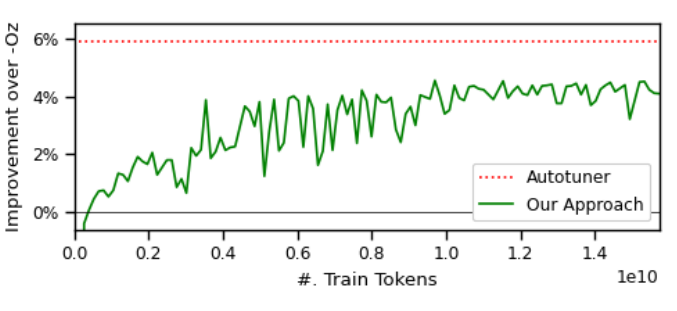 Improvement over -Oz
6%
4%
2%
0%
Autotuner
Our Approach
0.0 0.2 0.4 0.6 0.8 1.0 1.2 1.4
1e10
#. Train Tokens